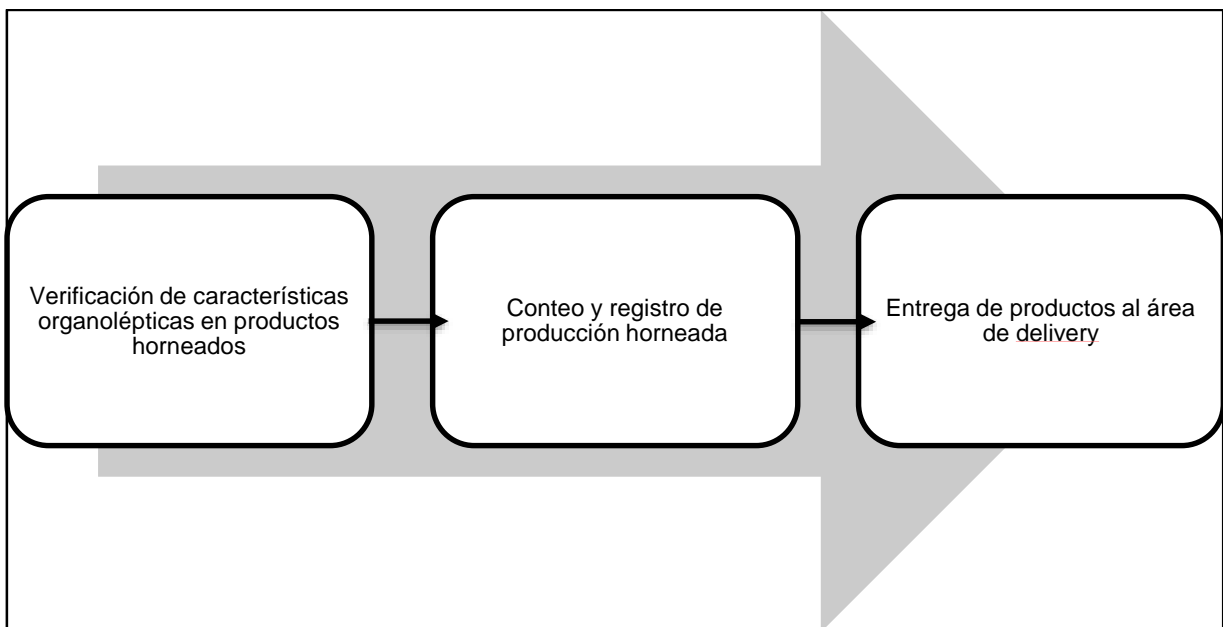 Verificación de características
organolépticas en productos
horneados
Conteo y registro de
producción horneada
Entrega de productos al área
de delivery